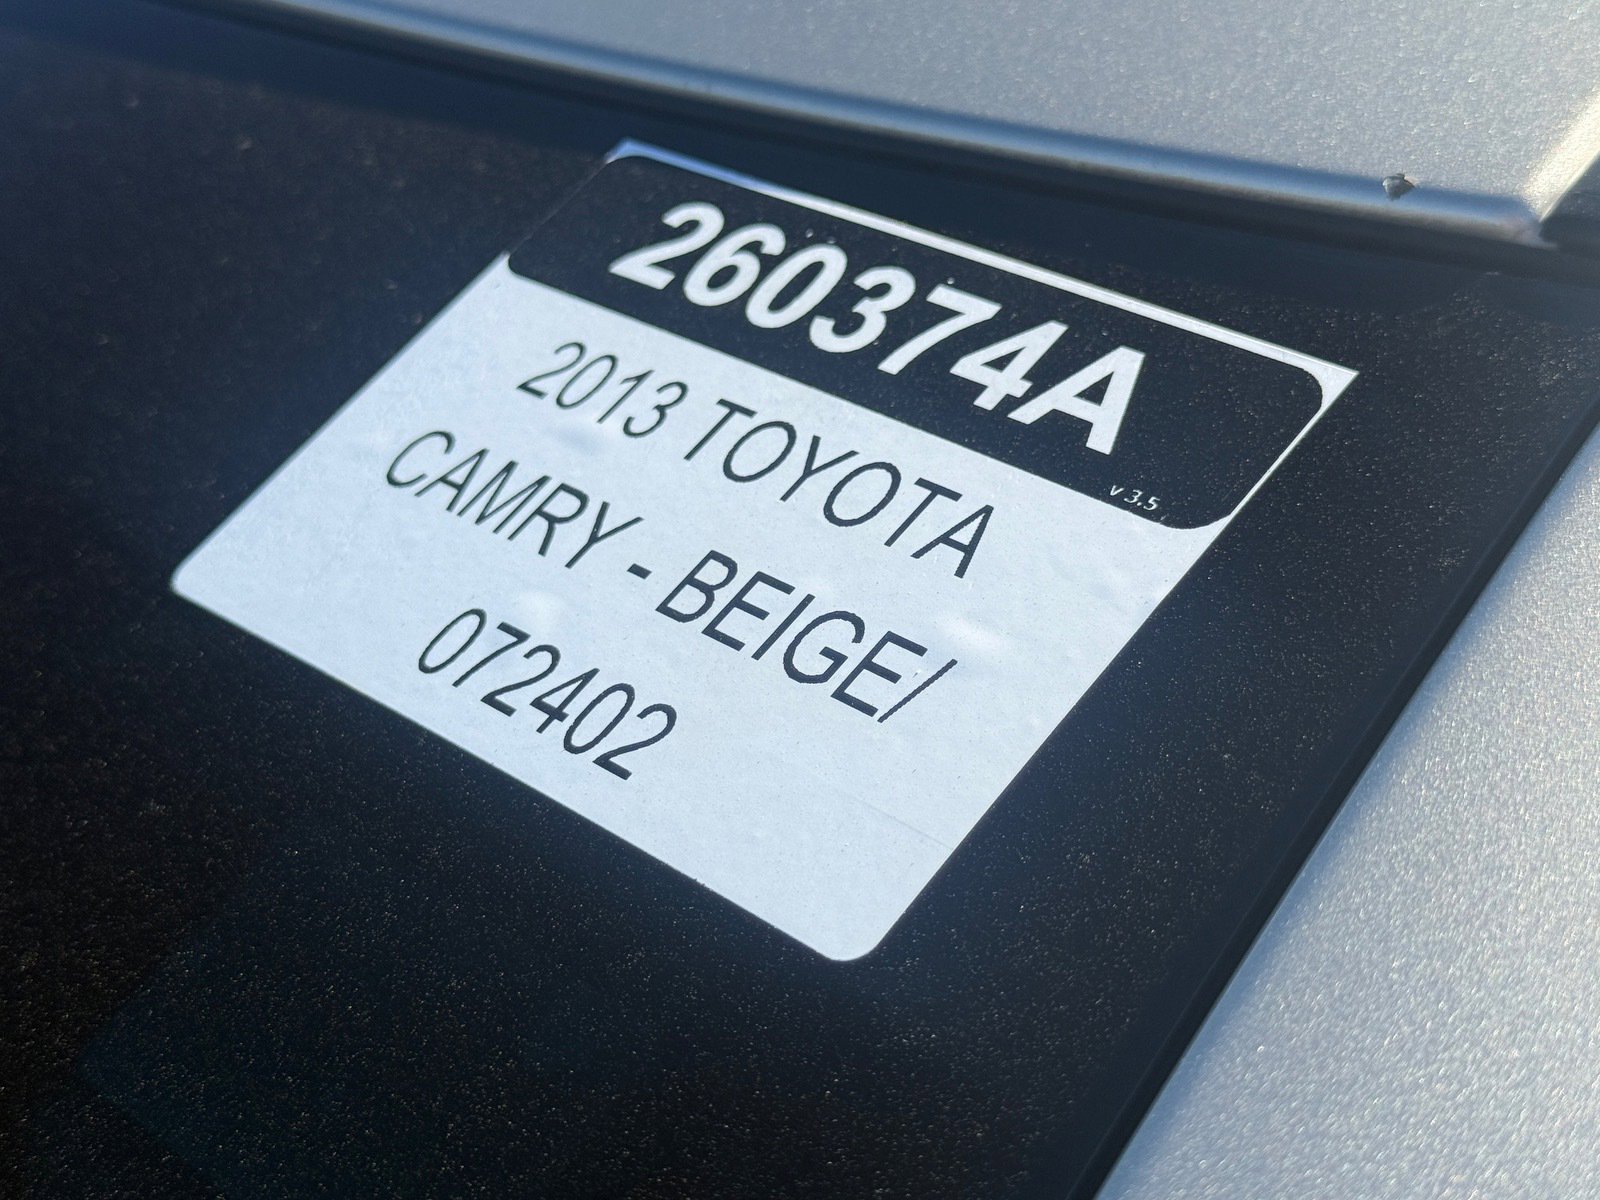 260374A
v 3.5
2013 TOYOTA
CAMRY - BEIGE/
072402